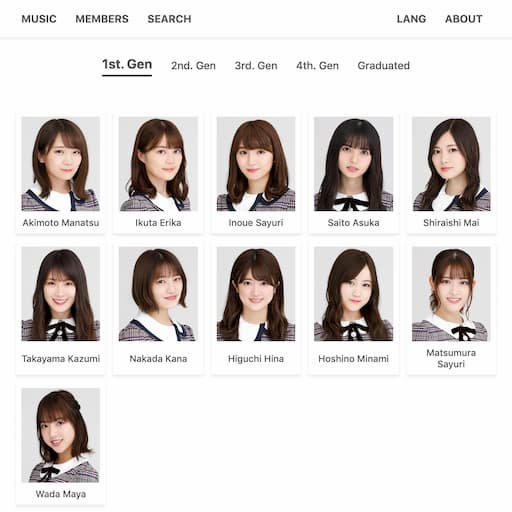 MUSIC MEMBERS SEARCH LANG ABOUT
1st. Gen 2nd. Gen 3rd. Gen 4th. Gen Graduated
Akimoto Manatsu Ikuta Erika Inoue Sayuri Saito Asuka Shiraishi Mai
Takayama Kazumi Nakada Kana Higuchi Hina Hoshino Minami Matsumura
Sayuri
Wada Maya